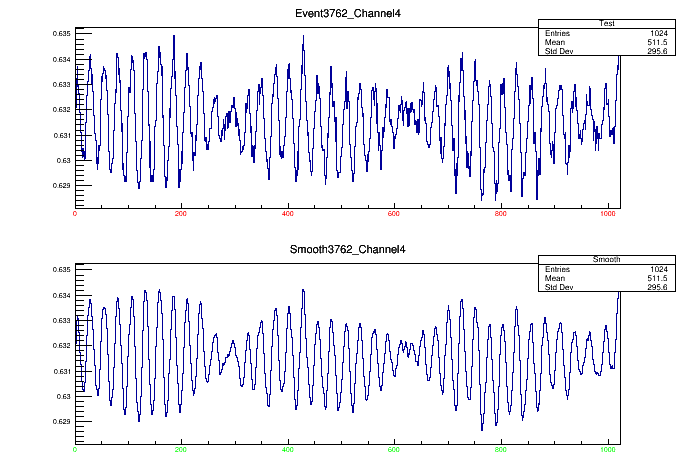 Event3762_Channel4
Test
Entries 1024
Mean 511.5
Std Dev 295.6
0.635
0.634
0.633
0.632
0.631
0.63
0.629
0 200 400 600 800 1000
Smooth3762_Channel4
Smooth
Entries 1024
Mean 511.5
Std Dev 295.6
0.635
0.634
0.633
0.632
0.631
0.63
0.629
0 200 400 600 800 1000